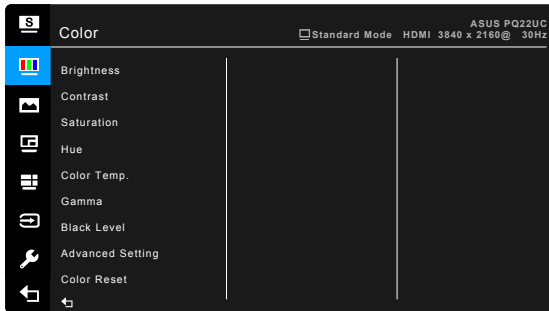 S
Color
ASUS PQ22UC
Standard Mode HDMI 3840 x 2160@ 30Hz
Brightness
Contrast
Saturation
Hue
Color Temp.
Gamma
Black Level
Advanced Setting
Color Reset